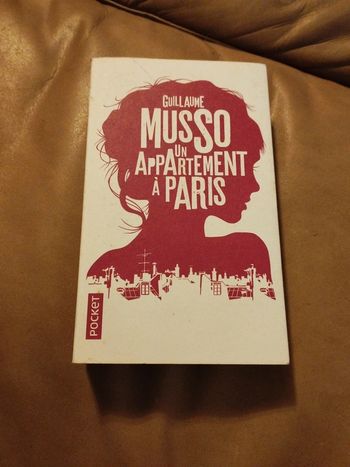 GUILLAUME
MUSSO
UN
APPARTEMENT
À PARIS
POCKET